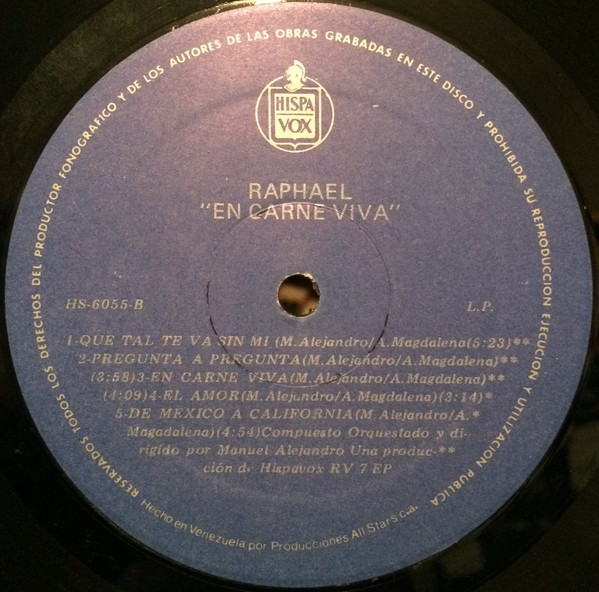 RESERVADOS TODOS LOS DERECHOS DEL PRODUCTOR FONOGRAFICO Y DE LOS AUTORES DE LAS OBRAS GRABADAS EN ESTE DISCO Y PROHIBIDA SU REPRODUCCION EJECUCION Y UTILIZACION PUBLICA
HISPA
VOX
RAPHAEL
"EN CARNE VIVA"
HS-6055-B
L.P.
1-QUE TAL TE VA SIN MI (M.Alejandro/A.Magdalena(5:23)**
2-PREGUNTA A PREGUNTA(M.Alejandro/A.Magdalena)**
(3:58)3-EN CARNE VIVA(M.Alejandro/A.Magdalena)**
(4:09)4-EL AMOR(M.Alejandro/A.Magdalena)(3:14)*
5-DE MEXICO A CALIFORNIA(M.Alejandro/A.*
Magadalena)(4:54)Compuesto Orquestado y di-
rigido por Manuel Alejandro Una produc-**
ción de Hispavox RV 7 EP
Hecho en Venezuela por Producciones All Stars c.a.